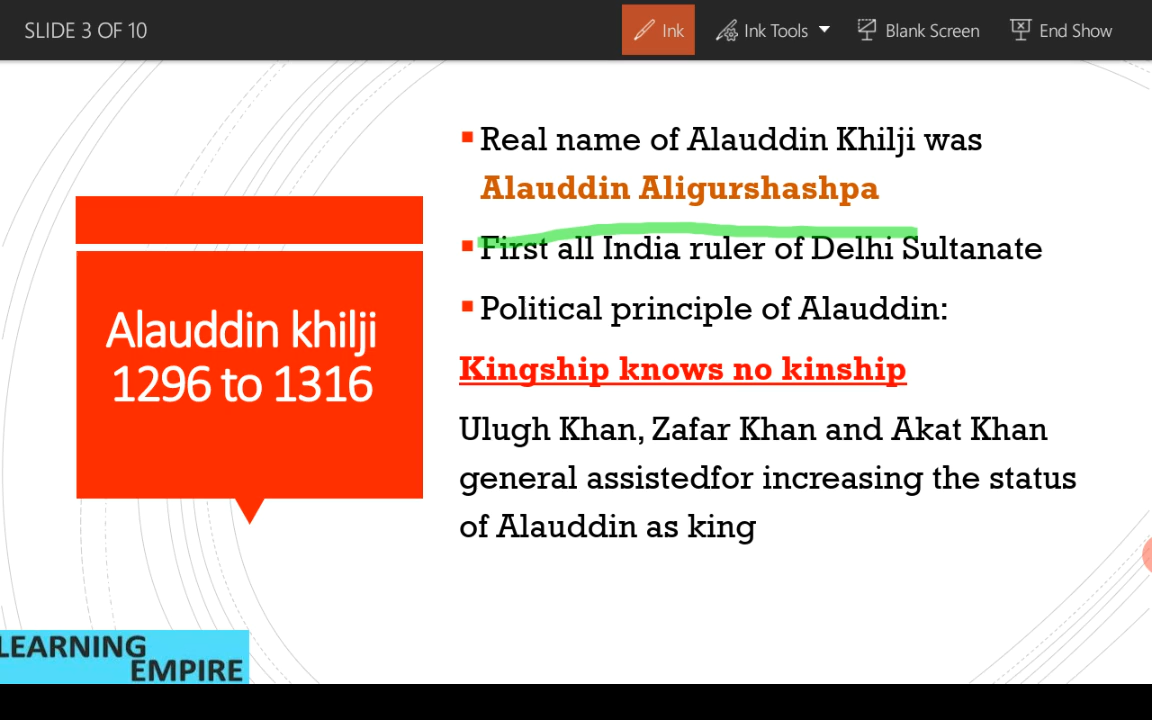 SLIDE 3 OF 10
Ink
Ink Tools
Blank Screen
End Show
Alauddin khilji
1296 to 1316
Real name of Alauddin Khilji was
Alauddin Aligurshashpa
First all India ruler of Delhi Sultanate
Political principle of Alauddin:
Kingship knows no kinship
Ulugh Khan, Zafar Khan and Akat Khan
general assistedfor increasing the status
of Alauddin as king
LEARNING
EMPIRE